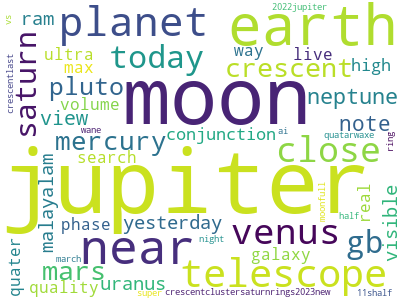 vs
2022jupiter
ram
planet
earth
crescentlast
ultra
today
way
live
max
crescent
high
saturn
pluto
moon
neptune
volume
view
conjunction
ai
quatarwaxe
note
wane
mercury
close
search
ring
malayalam
jupiter
moonfull
real
visible
phase
yesterday
venus
half
quater
near
march
night
galaxy
gb
mars
telescope
uranus
quality
super
crescentclustersaturnrings2023new
11shalf